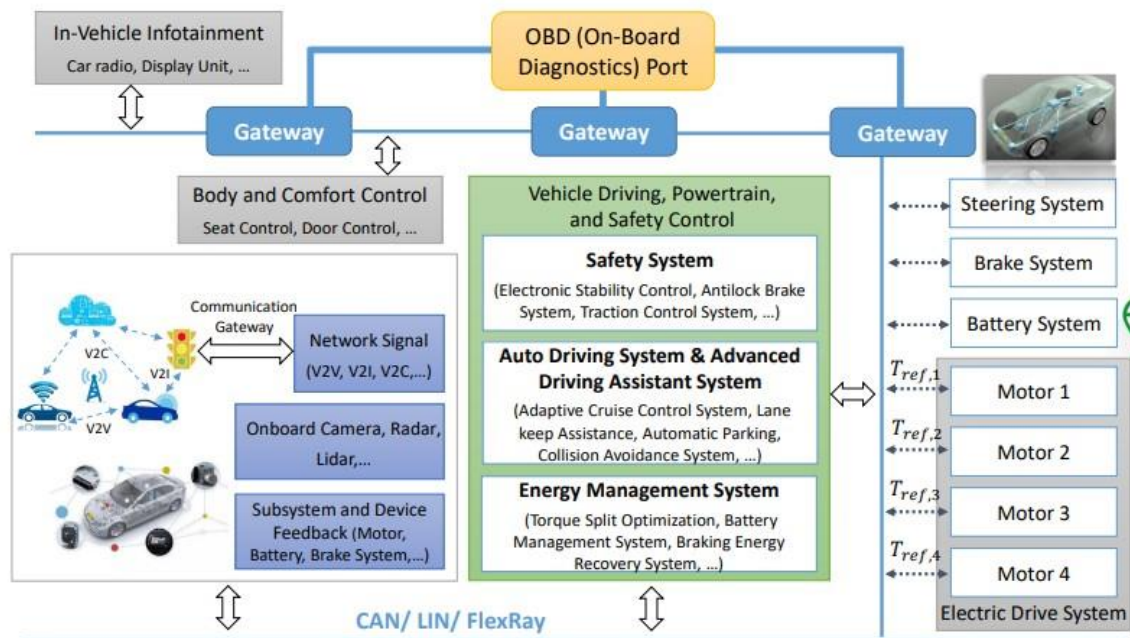 In-Vehicle Infotainment
Car radio, Display Unit, …
OBD (On-Board
Diagnostics) Port
Gateway
Gateway
Gateway
Body and Comfort Control
Seat Control, Door Control, …
Vehicle Driving, Powertrain,
and Safety Control
Safety System
(Electronic Stability Control, Antilock Brake
System, Traction Control System, …)
Auto Driving System & Advanced
Driving Assistant System
(Adaptive Cruise Control System, Lane
keep Assistance, Automatic Parking,
Collision Avoidance System, …)
Energy Management System
(Torque Split Optimization, Battery
Management System, Braking Energy
Recovery System, …)
Communication
Gateway
V2C
V2I
V2V
Network Signal
(V2V, V2I, V2C,…)
Onboard Camera, Radar,
Lidar,…
Subsystem and Device
Feedback (Motor,
Battery, Brake System,…)
Steering System
Brake System
Battery System
T_ref,1
Motor 1
T_ref,2
Motor 2
T_ref,3
Motor 3
T_ref,4
Motor 4
Electric Drive System
CAN/ LIN/ FlexRay